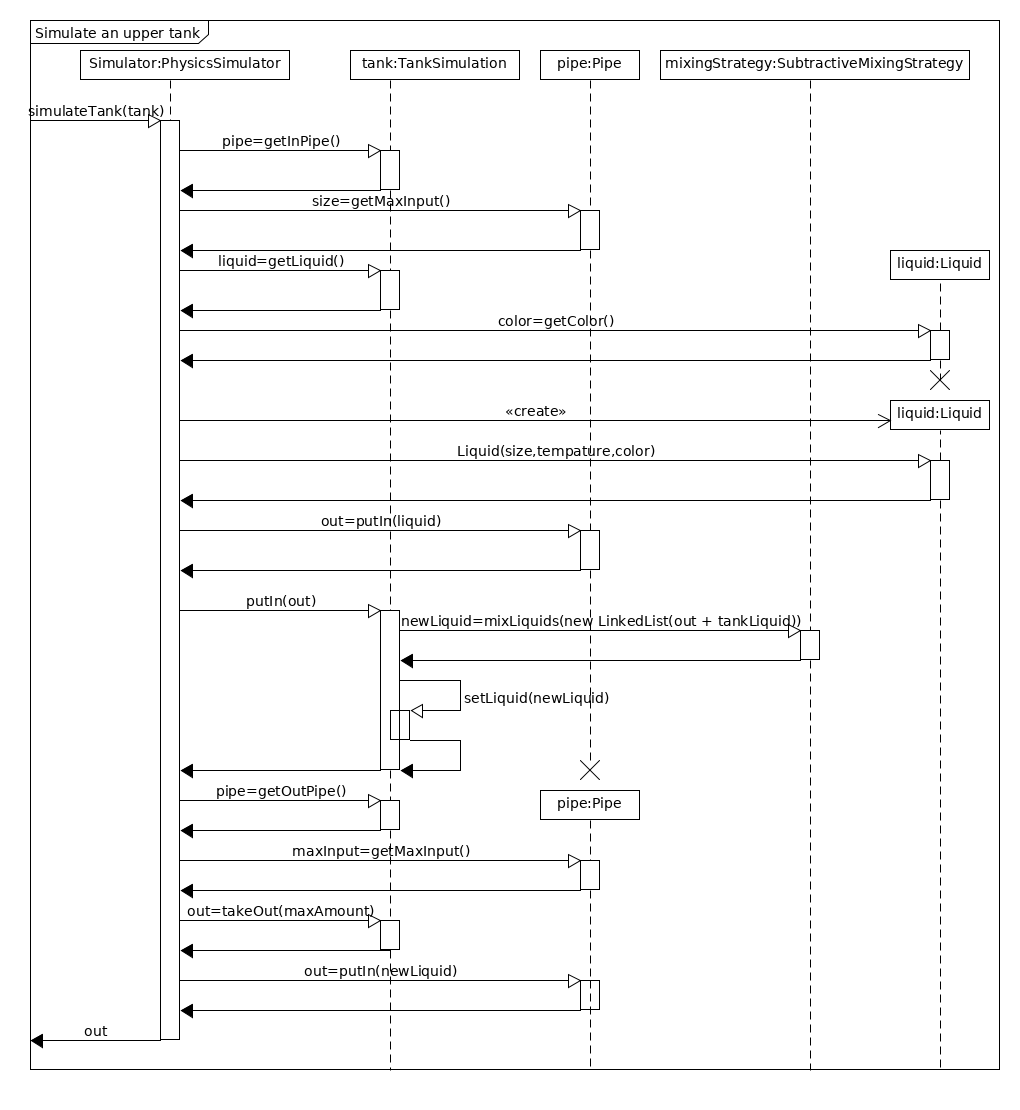 Simulate an upper tank
Simulator:PhysicsSimulator
tank:TankSimulation
pipe:Pipe
mixingStrategy:SubtractiveMixingStrategy
simulateTank(tank)
pipe=getInPipe()
size=getMaxInput()
liquid=getLiquid()
liquid:Liquid
color=getColor()
«create»
liquid:Liquid
Liquid(size,tempature,color)
out=putIn(liquid)
putIn(out)
newLiquid=mixLiquids(new LinkedList(out + tankLiquid))
setLiquid(newLiquid)
pipe=getOutPipe()
pipe:Pipe
maxInput=getMaxInput()
out=takeOut(maxAmount)
out=putIn(newLiquid)
out